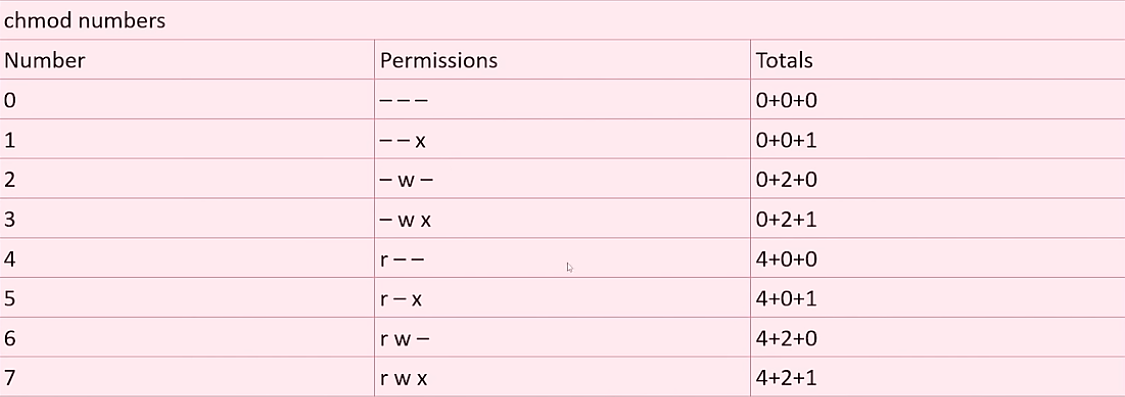 chmod numbers
Number Permissions Totals
0 – – – 0+0+0
1 – – x 0+0+1
2 – w – 0+2+0
3 – w x 0+2+1
4 r – – 4+0+0
5 r – x 4+0+1
6 r w – 4+2+0
7 r w x 4+2+1